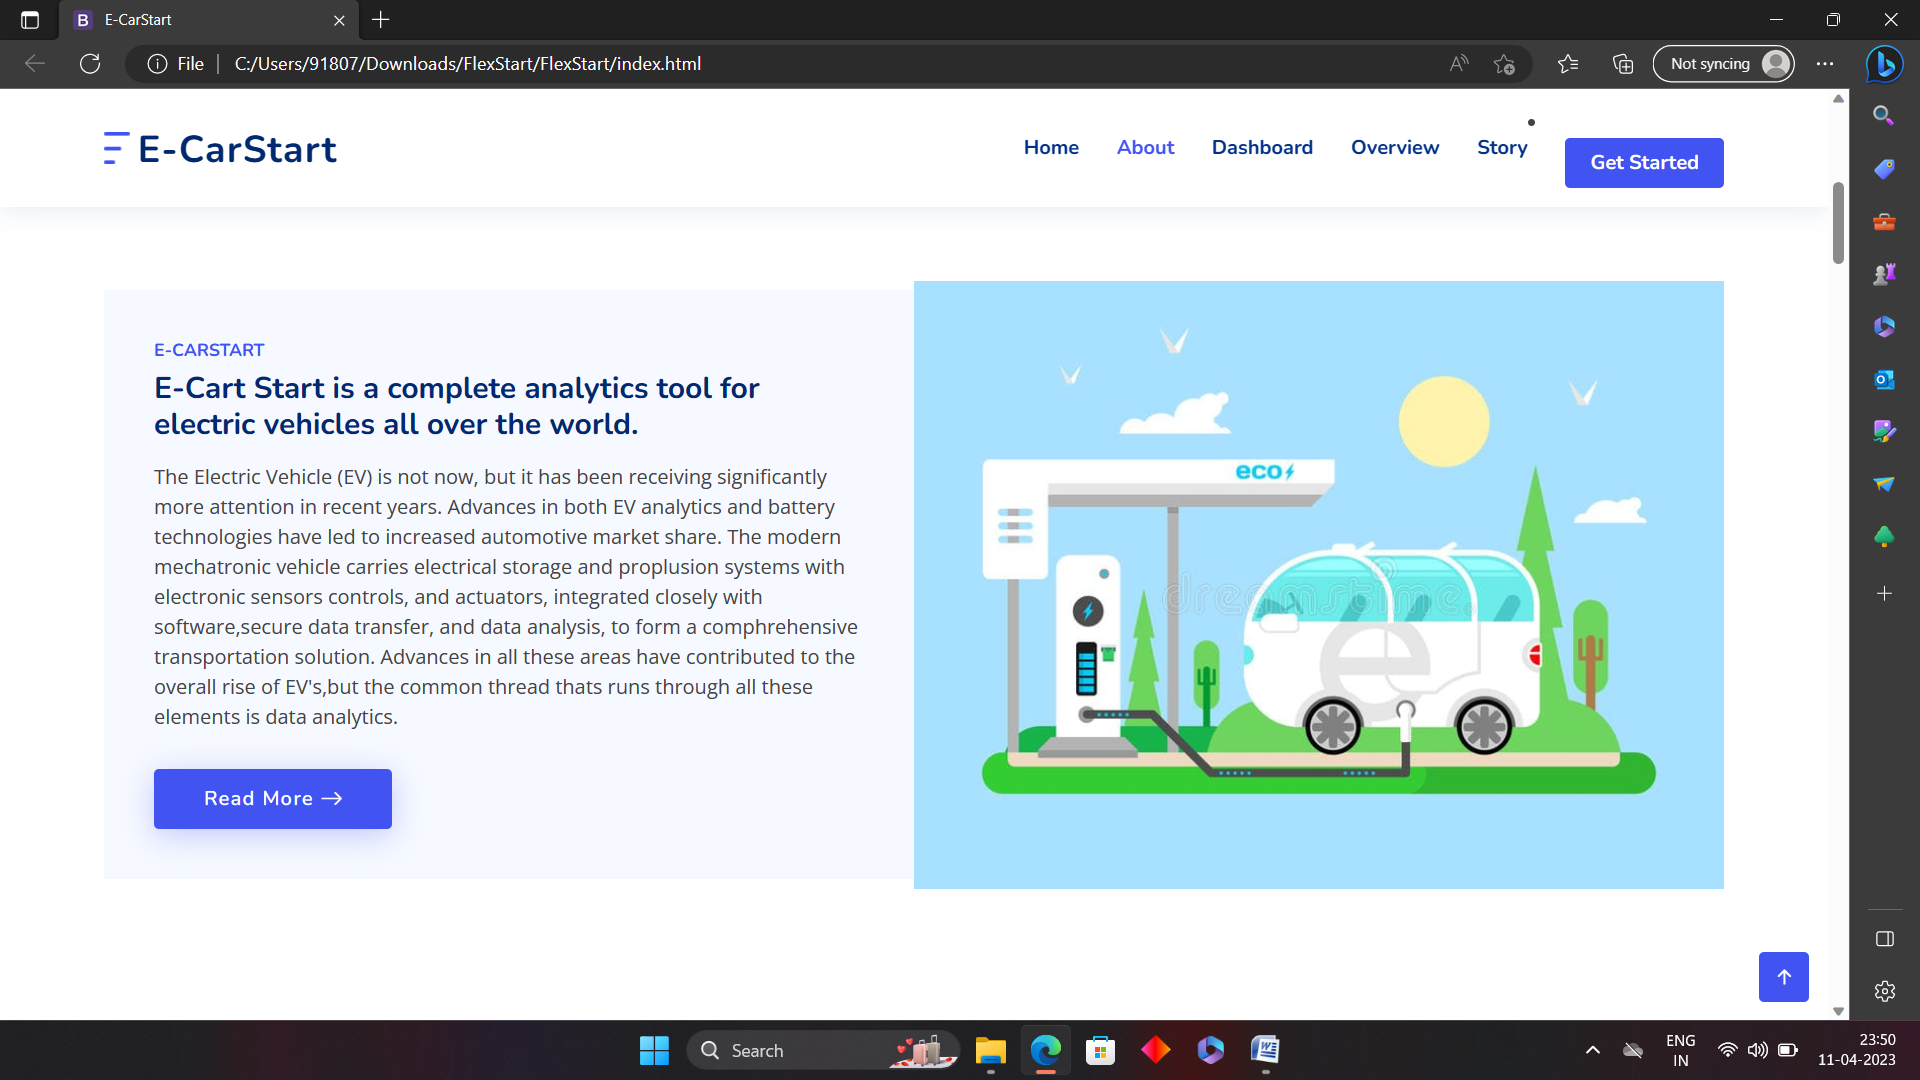 E-CarStart
File
C:/Users/91807/Downloads/FlexStart/FlexStart/index.html
Not syncing
E-CarStart
Home
About
Dashboard
Overview
Story
Get Started
E-CARSTART
E-Cart Start is a complete analytics tool for
electric vehicles all over the world.
The Electric Vehicle (EV) is not now, but it has been receiving significantly
more attention in recent years. Advances in both EV analytics and battery
technologies have led to increased automotive market share. The modern
mechatronic vehicle carries electrical storage and proplusion systems with
electronic sensors controls, and actuators, integrated closely with
software,secure data transfer, and data analysis, to form a comphrehensive
transportation solution. Advances in all these areas have contributed to the
overall rise of EV's,but the common thread thats runs through all these
elements is data analytics.
Read More
eco
dreamstime
Search
ENG
IN
23:50
11-04-2023